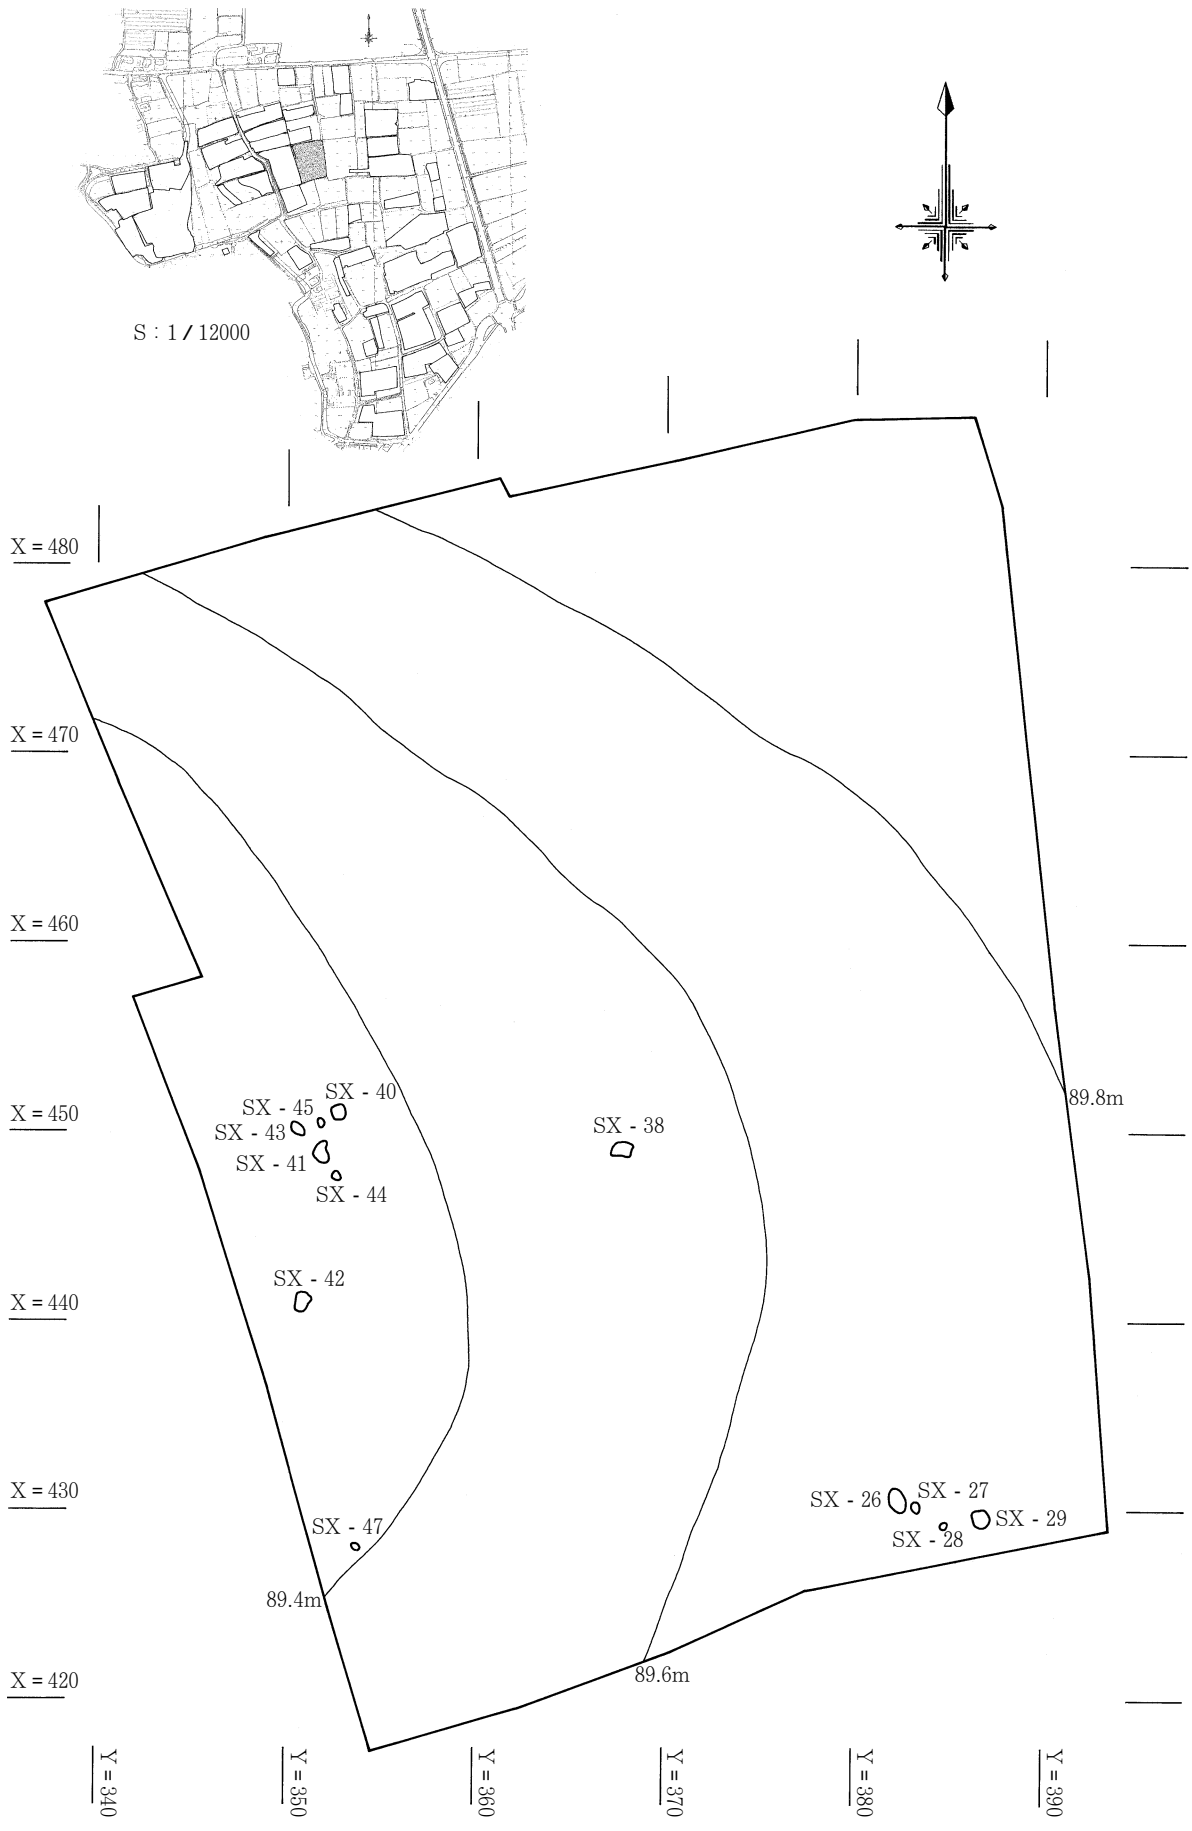 S : 1 / 12000
X = 480
X = 470
X = 460
SX - 40
SX - 45
X = 450
SX - 43
SX - 41
SX - 44
SX - 38
89.8m
SX - 42
X = 440
X = 430
SX - 26
SX - 27
SX - 28
SX - 29
SX - 47
89.4m
89.6m
X = 420
Y = 340
Y = 350
Y = 360
Y = 370
Y = 380
Y = 390